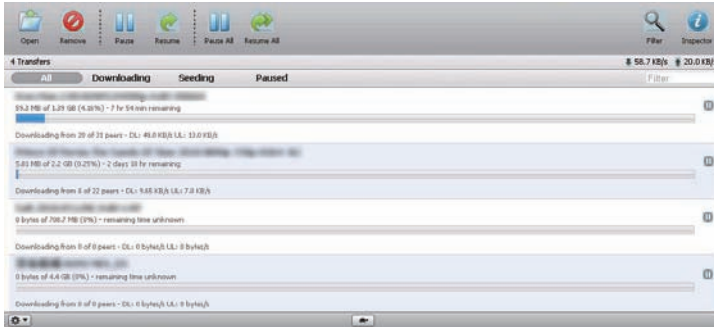 Open Remove Pause Resume Pause All Resume All Filter Inspector
4 Transfers 58.7 KB/s 20.0 KB/s
All Downloading Seeding Paused Filter
59.2 MB of 1.39 GB (4.16%) - 7 hr 54 min remaining
Downloading from 20 of 31 peers - DL: 49.0 KB/s UL: 13.0 KB/s
5.81 MB of 2.2 GB (0.25%) - 2 days 18 hr remaining
Downloading from 8 of 22 peers - DL: 9.65 KB/s UL: 7.0 KB/s
0 bytes of 700.7 MB (0%) - remaining time unknown
Downloading from 0 of 0 peers - DL: 0 bytes/s UL: 0 bytes/s
0 bytes of 4.4 GB (0%) - remaining time unknown
Downloading from 0 of 0 peers - DL: 0 bytes/s UL: 0 bytes/s